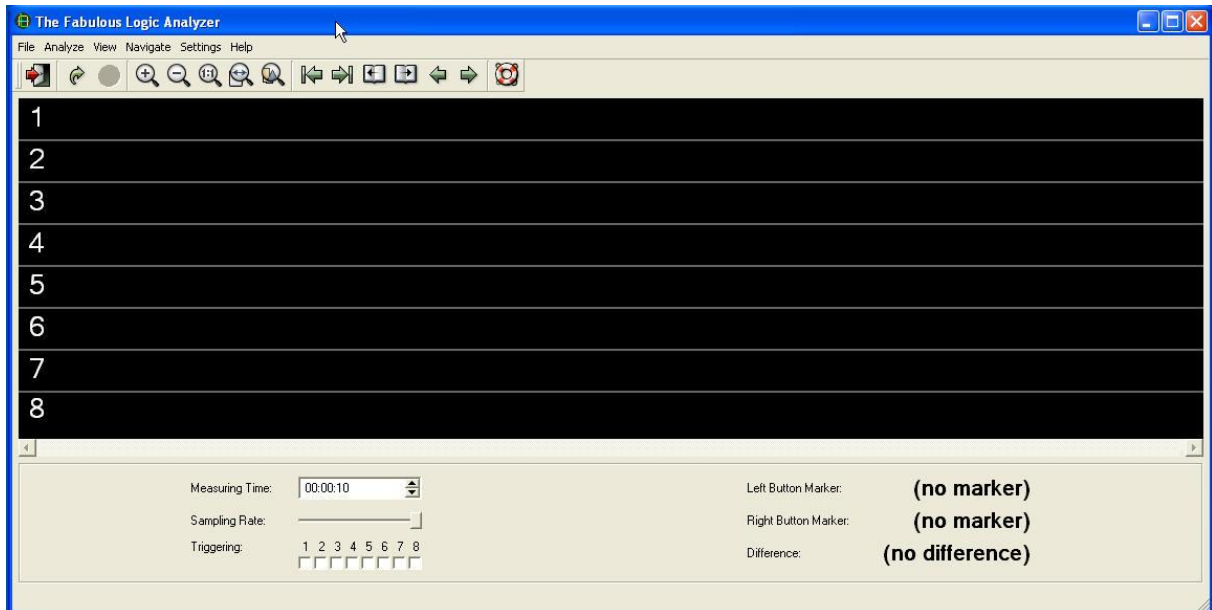 The Fabulous Logic Analyzer
File Analyze View Navigate Settings Help
1:1
1
2
3
4
5
6
7
8
Measuring Time: 00:00:10
Sampling Rate:
Triggering: 1 2 3 4 5 6 7 8
Left Button Marker: (no marker)
Right Button Marker: (no marker)
Difference: (no difference)